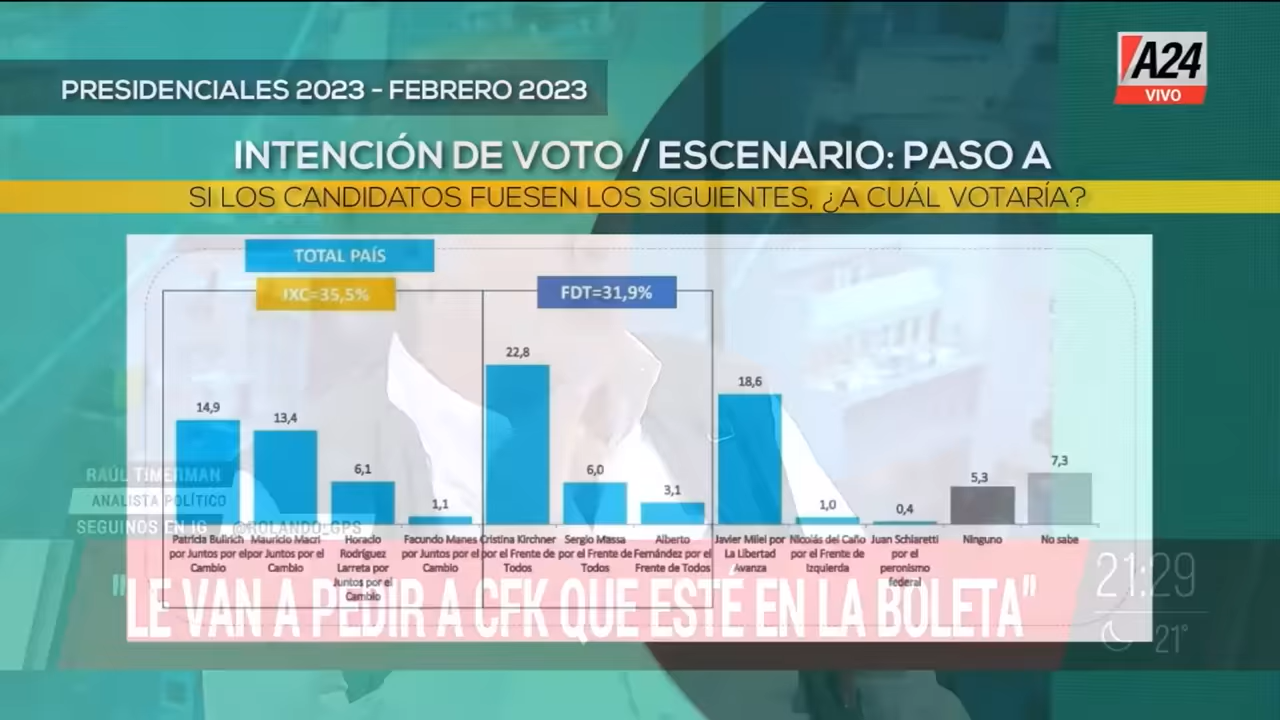 A24
VIVO
PRESIDENCIALES 2023 - FEBRERO 2023
INTENCIÓN DE VOTO / ESCENARIO: PASO A
SI LOS CANDIDATOS FUESEN LOS SIGUIENTES, ¿A CUÁL VOTARÍA?
TOTAL PAÍS
JXC=35,5%
FDT=31,9%
14,9
13,4
6,1
1,1
22,8
6,0
3,1
18,6
1,0
0,4
5,3
7,3
Patricia Bullrich
por Juntos por el
Cambio
Mauricio Macri
por Juntos por el
Cambio
Horacio
Rodríguez
Larreta por
Juntos por el
Cambio
Facundo Manes
por Juntos por el
Cambio
Cristina Kirchner
por el Frente de
Todos
Sergio Massa
por el Frente de
Todos
Alberto
Fernández por el
Frente de Todos
Javier Milei por
La Libertad
Avanza
Nicolás del Caño
por el Frente de
Izquierda
Juan Schiaretti
por el
peronismo
federal
Ninguno
No sabe
RAÚL TIMERMAN
ANALISTA POLÍTICO
SEGUINOS EN IG @ROLANDO_GPS
"LE VAN A PEDIR A CFK QUE ESTÉ EN LA BOLETA"
21:29
21°